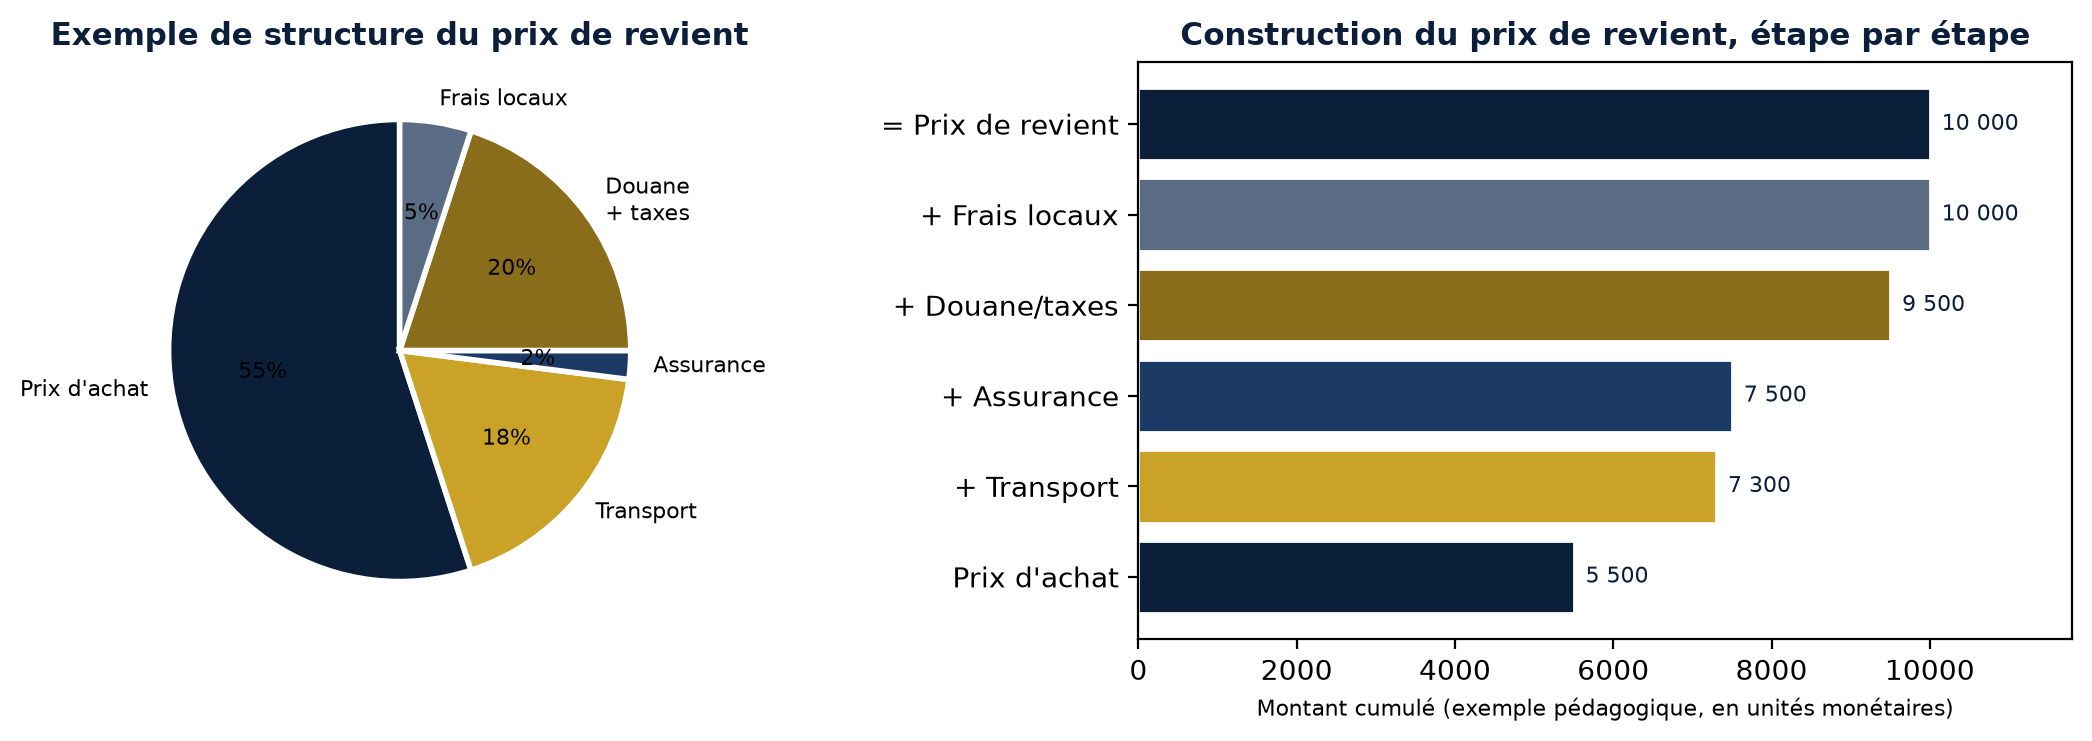 Exemple de structure du prix de revient
Frais locaux
Douane
+ taxes
5%
20%
2%
Assurance
55%
Prix d'achat
18%
Transport
Construction du prix de revient, étape par étape
= Prix de revient
10 000
+ Frais locaux
10 000
+ Douane/taxes
9 500
+ Assurance
7 500
+ Transport
7 300
Prix d'achat
5 500
0 2000 4000 6000 8000 10000
Montant cumulé (exemple pédagogique, en unités monétaires)